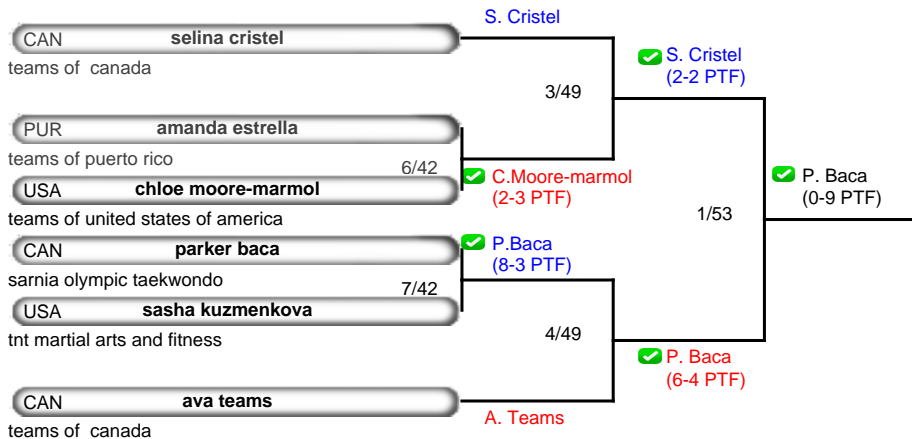 S. Cristel
CAN selina cristel
teams of canada
S. Cristel
(2-2 PTF)
3/49
PUR amanda estrella
teams of puerto rico
6/42
C.Moore-marmol
(2-3 PTF)
USA chloe moore-marmol
teams of united states of america
P. Baca
(0-9 PTF)
1/53
CAN parker baca
sarnia olympic taekwondo
P.Baca
(8-3 PTF)
7/42
USA sasha kuzmenkova
tnt martial arts and fitness
4/49
P. Baca
(6-4 PTF)
CAN ava teams
teams of canada
A. Teams